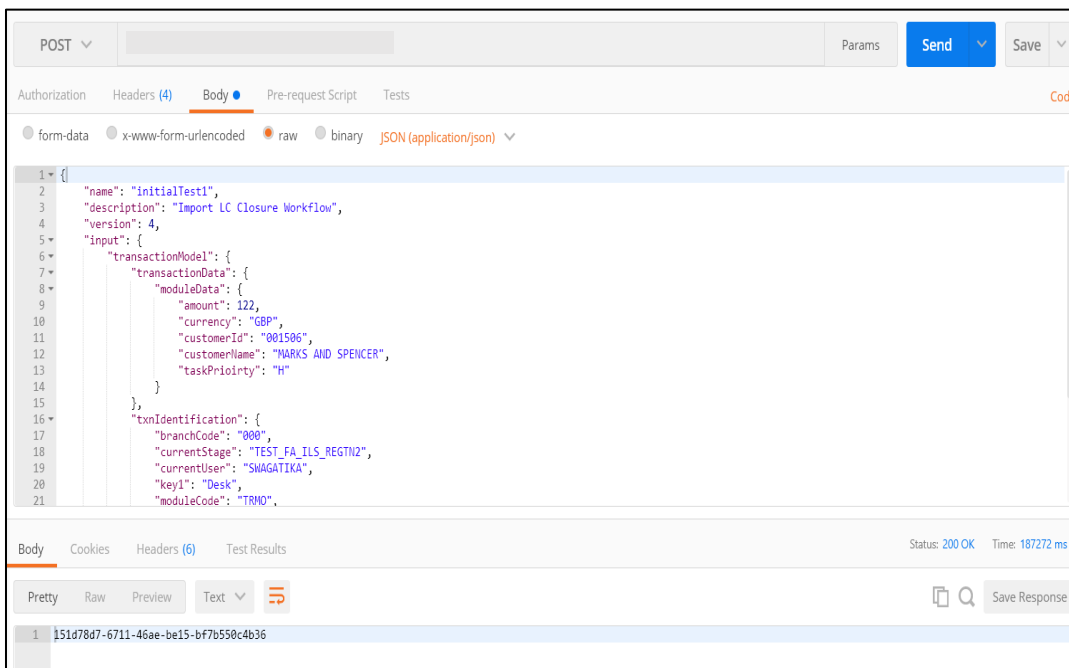 POST Params Send Save
Authorization Headers (4) Body Pre-request Script Tests Cod
form-data x-www-form-urlencoded raw binary JSON (application/json)
1 {
2 "name": "initialTest1",
3 "description": "Import LC Closure Workflow",
4 "version": 4,
5 "input": {
6 "transactionModel": {
7 "transactionData": {
8 "moduleData": {
9 "amount": 122,
10 "currency": "GBP",
11 "customerId": "001506",
12 "customerName": "MARKS AND SPENCER",
13 "taskPrioirty": "H"
14 }
15 },
16 "txnIdentification": {
17 "branchCode": "000",
18 "currentStage": "TEST_FA_ILS_REGTN2",
19 "currentUser": "SWAGATIKA",
20 "key1": "Desk",
21 "moduleCode": "TRMO",
Body Cookies Headers (6) Test Results Status: 200 OK Time: 187272 ms
Pretty Raw Preview Text Save Response
1 151d78d7-6711-46ae-be15-bf7b550c4b36